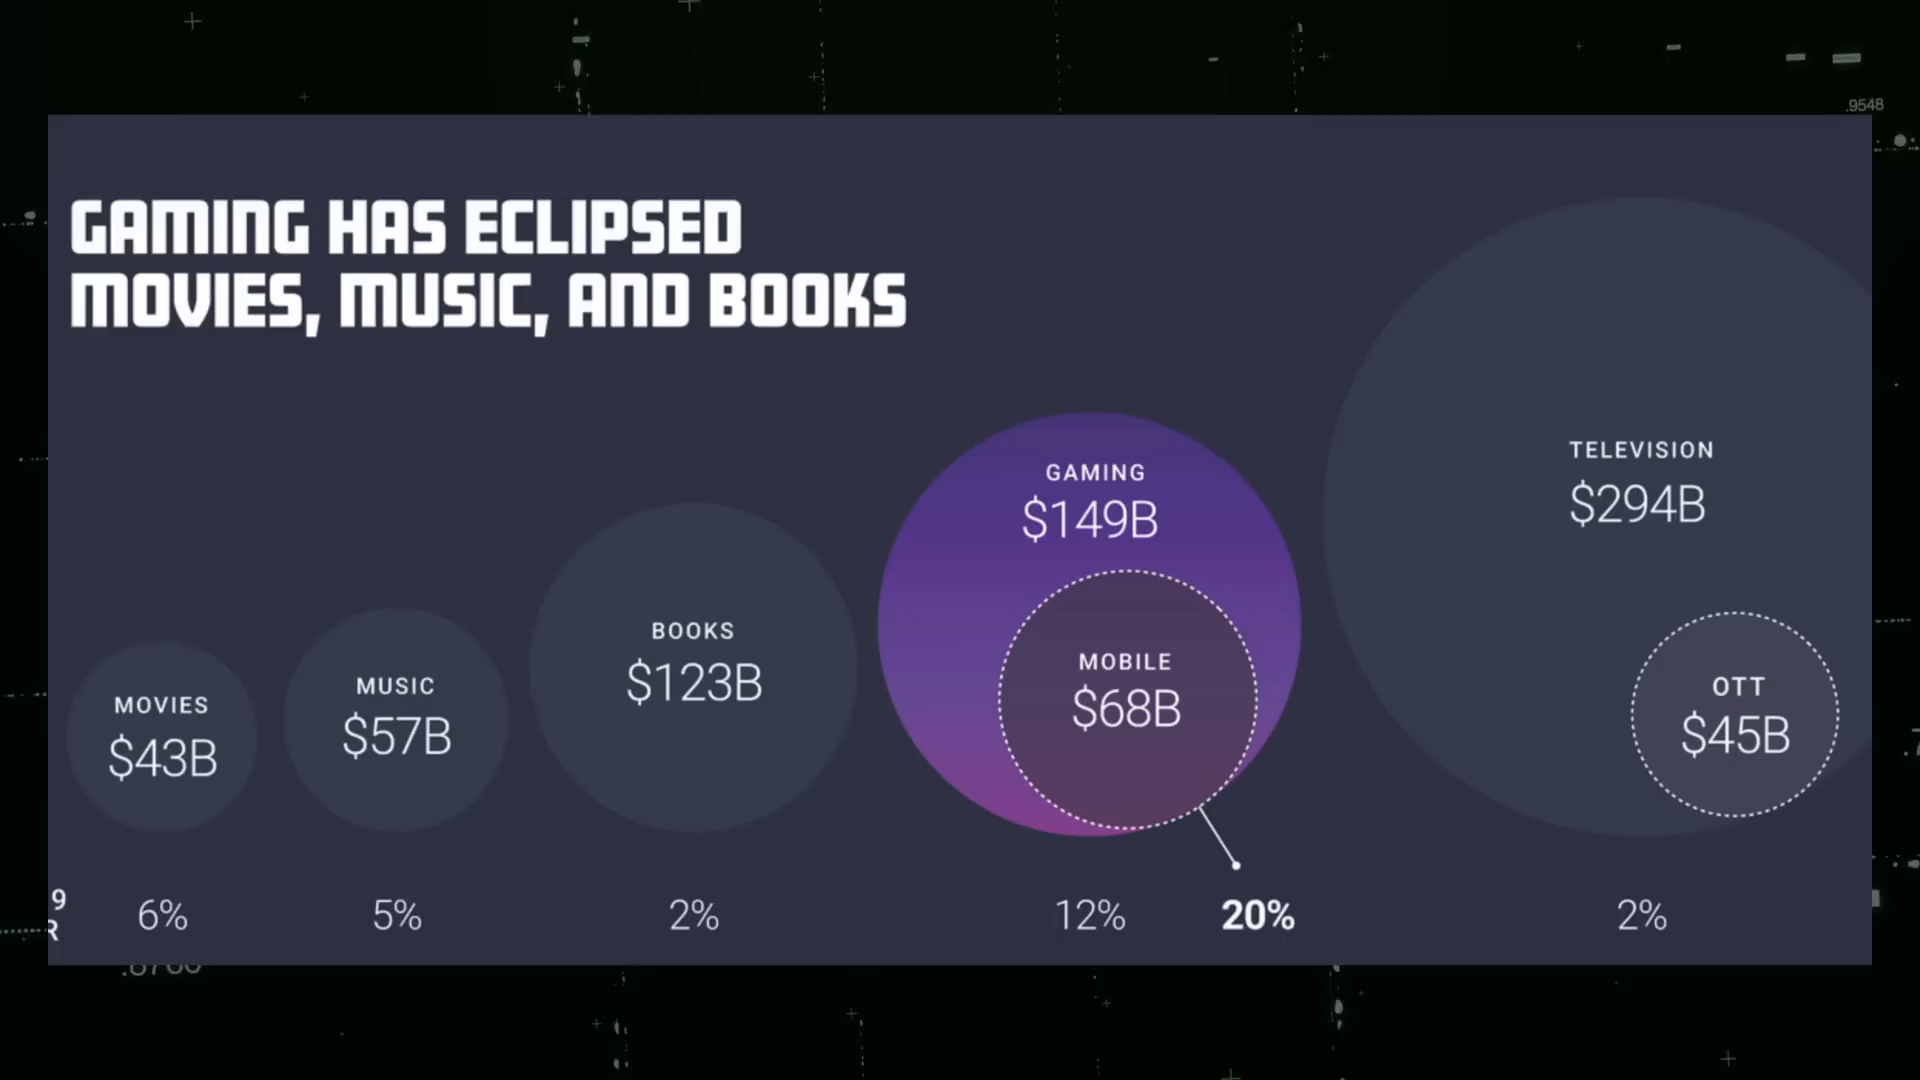 .9548
GAMING HAS ECLIPSED
MOVIES, MUSIC, AND BOOKS
MOVIES
$43B
MUSIC
$57B
BOOKS
$123B
GAMING
$149B
MOBILE
$68B
TELEVISION
$294B
OTT
$45B
9
R
6%
5%
2%
12%
20%
2%